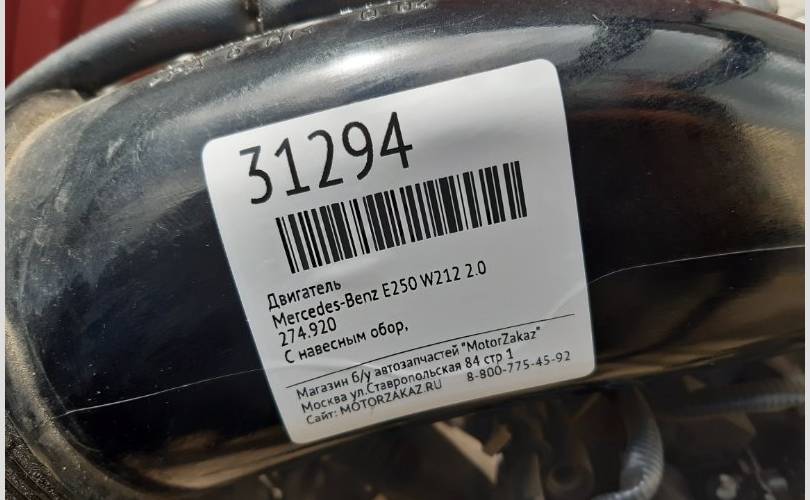 31294
Двигатель
Mercedes-Benz E250 W212 2.0
274.920
С навесным обор,
Магазин б/у автозапчастей "MotorZakaz"
Москва ул.Ставропольская 84 стр 1
Сайт: MOTORZAKAZ.RU 8-800-775-45-92